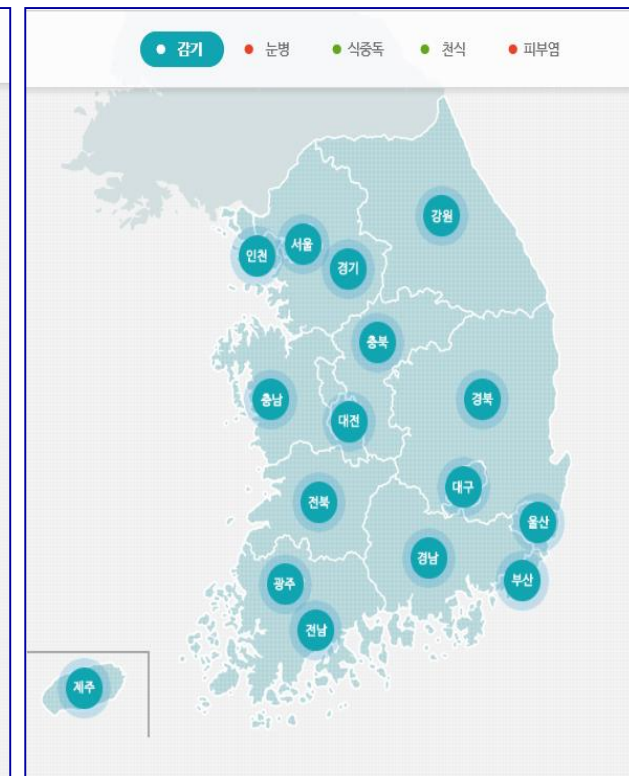 감기 눈병 식중독 천식 피부염
강원
서울
인천
경기
충북
충남
경북
대전
대구
전북
울산
경남
부산
광주
전남
제주